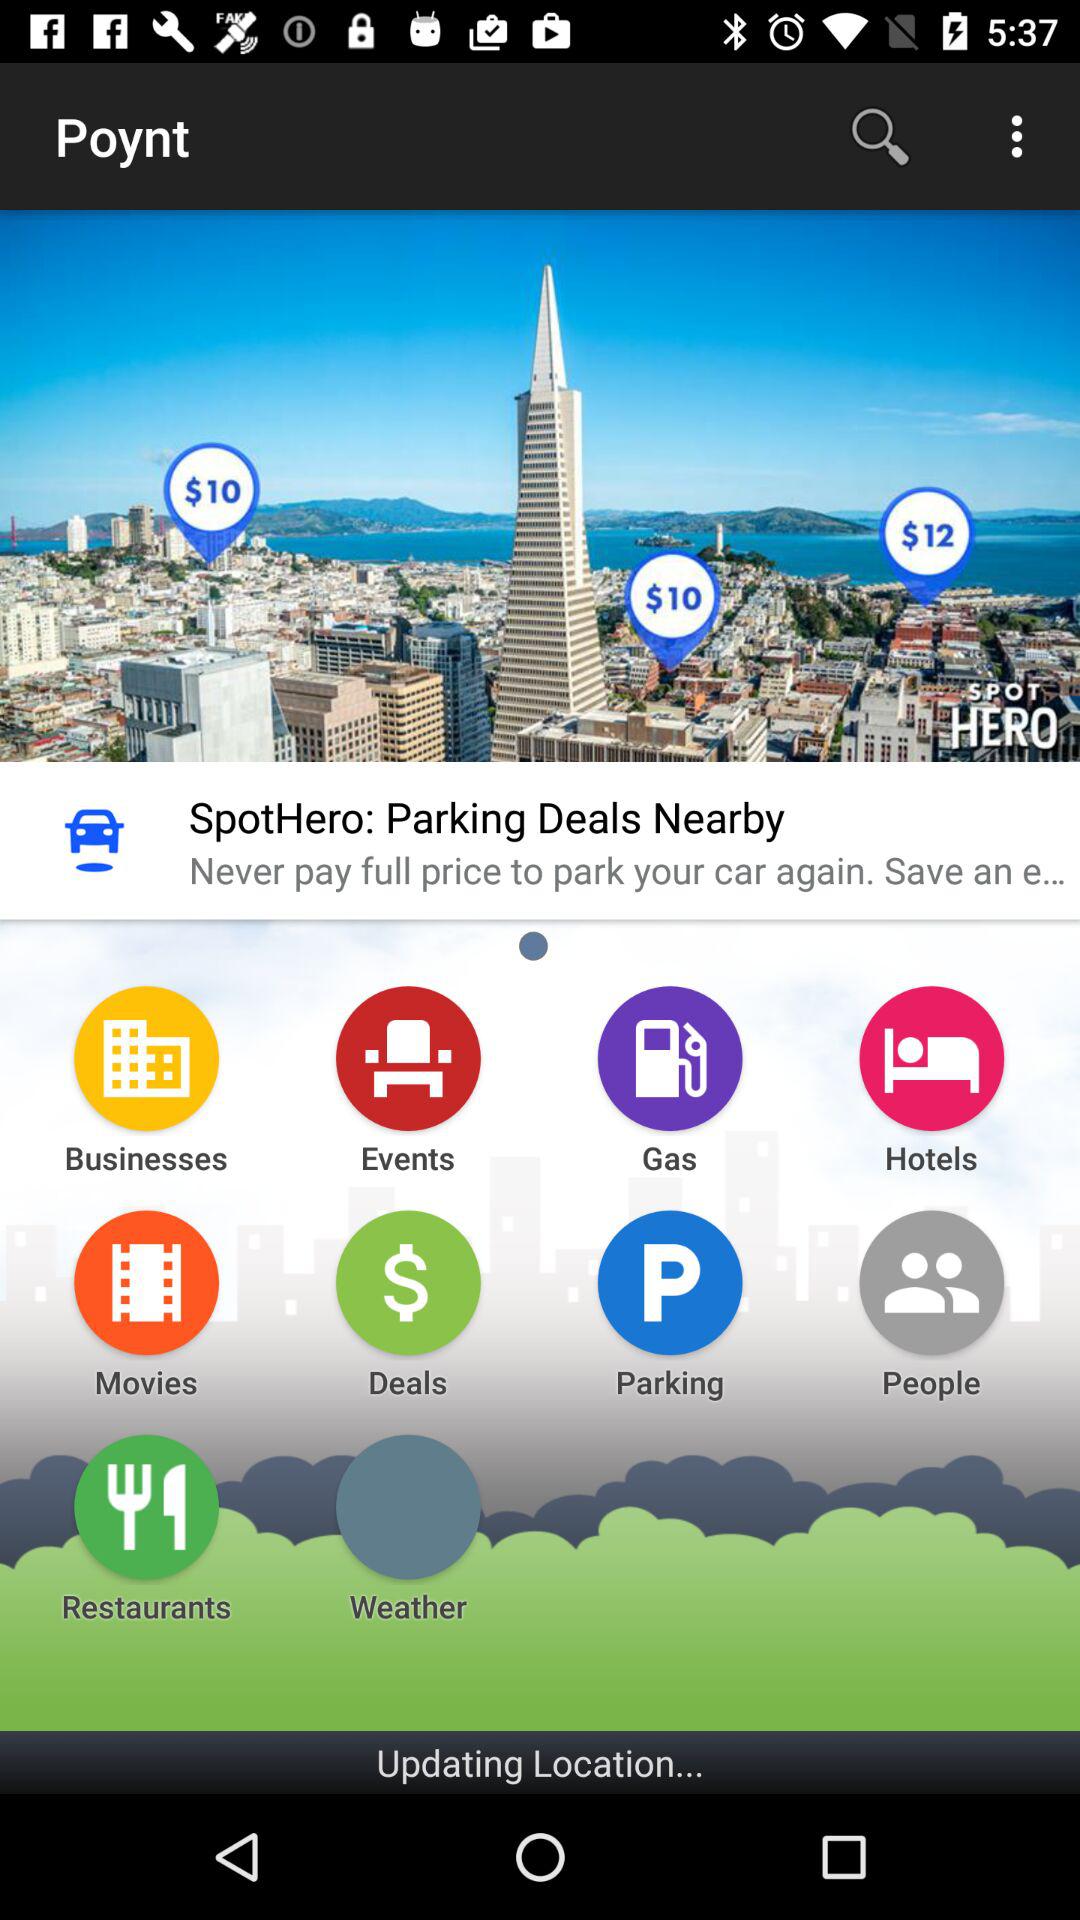 FAKE
5:37
Poynt
$10
$12
$10
SPOT
HERO
SpotHero: Parking Deals Nearby
Never pay full price to park your car again. Save an e...
Businesses
Events
Gas
Hotels
Movies
Deals
Parking
People
Restaurants
Weather
Updating Location...